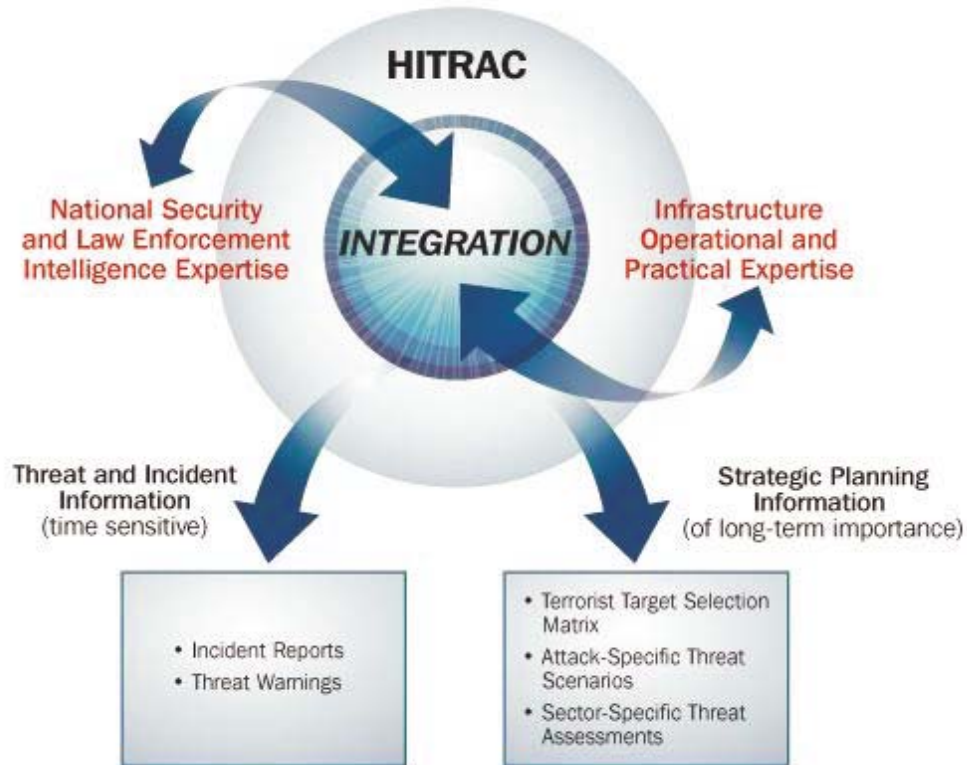 HITRAC
National Security
and Law Enforcement
Intelligence Expertise
INTEGRATION
Infrastructure
Operational and
Practical Expertise
Threat and Incident
Information
(time sensitive)
Strategic Planning
Information
(of long-term importance)
• Incident Reports
• Threat Warnings
• Terrorist Target Selection
Matrix
• Attack-Specific Threat
Scenarios
• Sector-Specific Threat
Assessments